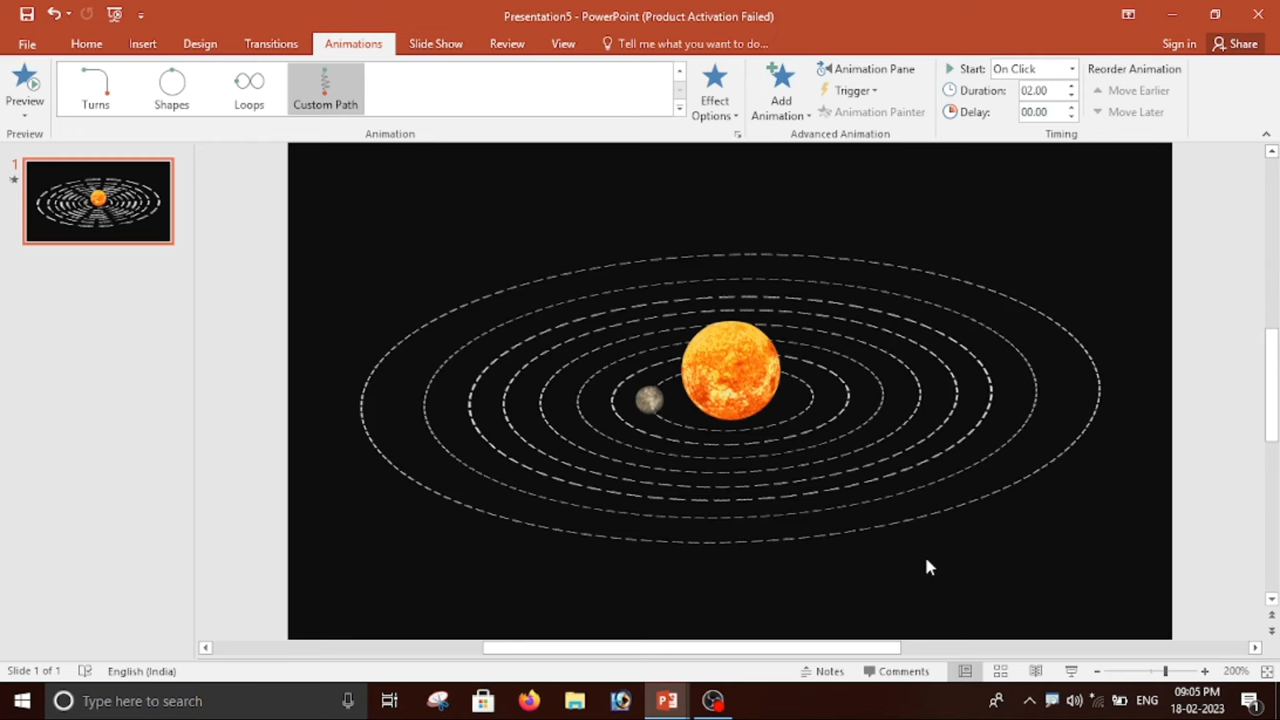 Presentation5 - PowerPoint (Product Activation Failed)
File Home Insert Design Transitions Animations Slide Show Review View Tell me what you want to do... Sign in Share
Preview
Turns Shapes Loops Custom Path
Effect Options
Add Animation
Animation Pane
Trigger
Animation Painter
Start: On Click
Duration: 02.00
Delay: 00.00
Reorder Animation
Move Earlier
Move Later
Preview Animation Advanced Animation Timing
1
Slide 1 of 1 English (India) Notes Comments 200%
Type here to search
ENG
09:05 PM
18-02-2023
1